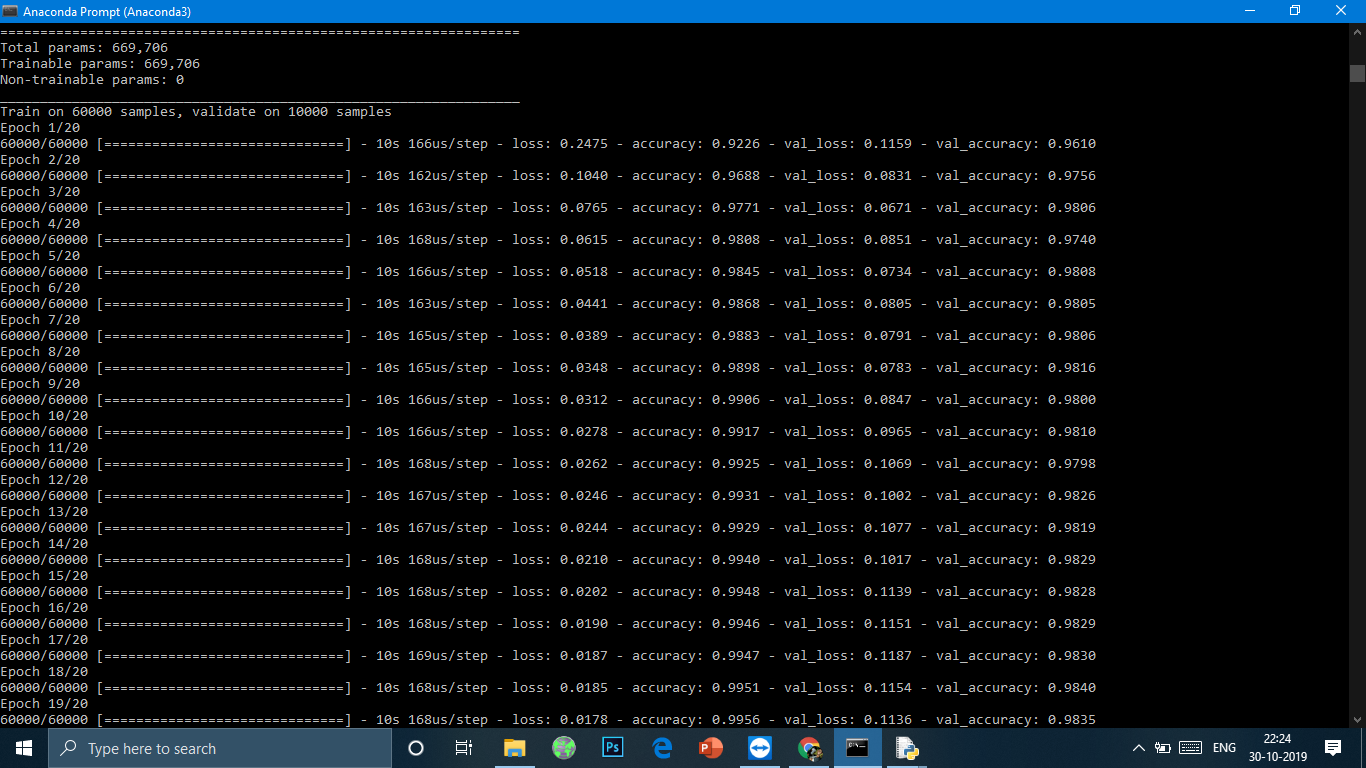 Anaconda Prompt (Anaconda3)
=================================================================
Total params: 669,706
Trainable params: 669,706
Non-trainable params: 0
_________________________________________________________________
Train on 60000 samples, validate on 10000 samples
Epoch 1/20
60000/60000 [==============================] - 10s 166us/step - loss: 0.2475 - accuracy: 0.9226 - val_loss: 0.1159 - val_accuracy: 0.9610
Epoch 2/20
60000/60000 [==============================] - 10s 162us/step - loss: 0.1040 - accuracy: 0.9688 - val_loss: 0.0831 - val_accuracy: 0.9756
Epoch 3/20
60000/60000 [==============================] - 10s 163us/step - loss: 0.0765 - accuracy: 0.9771 - val_loss: 0.0671 - val_accuracy: 0.9806
Epoch 4/20
60000/60000 [==============================] - 10s 168us/step - loss: 0.0615 - accuracy: 0.9808 - val_loss: 0.0851 - val_accuracy: 0.9740
Epoch 5/20
60000/60000 [==============================] - 10s 166us/step - loss: 0.0518 - accuracy: 0.9845 - val_loss: 0.0734 - val_accuracy: 0.9808
Epoch 6/20
60000/60000 [==============================] - 10s 163us/step - loss: 0.0441 - accuracy: 0.9868 - val_loss: 0.0805 - val_accuracy: 0.9805
Epoch 7/20
60000/60000 [==============================] - 10s 165us/step - loss: 0.0389 - accuracy: 0.9883 - val_loss: 0.0791 - val_accuracy: 0.9806
Epoch 8/20
60000/60000 [==============================] - 10s 165us/step - loss: 0.0348 - accuracy: 0.9898 - val_loss: 0.0783 - val_accuracy: 0.9816
Epoch 9/20
60000/60000 [==============================] - 10s 166us/step - loss: 0.0312 - accuracy: 0.9906 - val_loss: 0.0847 - val_accuracy: 0.9800
Epoch 10/20
60000/60000 [==============================] - 10s 166us/step - loss: 0.0278 - accuracy: 0.9917 - val_loss: 0.0965 - val_accuracy: 0.9810
Epoch 11/20
60000/60000 [==============================] - 10s 168us/step - loss: 0.0262 - accuracy: 0.9925 - val_loss: 0.1069 - val_accuracy: 0.9798
Epoch 12/20
60000/60000 [==============================] - 10s 167us/step - loss: 0.0246 - accuracy: 0.9931 - val_loss: 0.1002 - val_accuracy: 0.9826
Epoch 13/20
60000/60000 [==============================] - 10s 167us/step - loss: 0.0244 - accuracy: 0.9929 - val_loss: 0.1077 - val_accuracy: 0.9819
Epoch 14/20
60000/60000 [==============================] - 10s 168us/step - loss: 0.0210 - accuracy: 0.9940 - val_loss: 0.1017 - val_accuracy: 0.9829
Epoch 15/20
60000/60000 [==============================] - 10s 168us/step - loss: 0.0202 - accuracy: 0.9948 - val_loss: 0.1139 - val_accuracy: 0.9828
Epoch 16/20
60000/60000 [==============================] - 10s 168us/step - loss: 0.0190 - accuracy: 0.9946 - val_loss: 0.1151 - val_accuracy: 0.9829
Epoch 17/20
60000/60000 [==============================] - 10s 169us/step - loss: 0.0187 - accuracy: 0.9947 - val_loss: 0.1187 - val_accuracy: 0.9830
Epoch 18/20
60000/60000 [==============================] - 10s 168us/step - loss: 0.0185 - accuracy: 0.9951 - val_loss: 0.1154 - val_accuracy: 0.9840
Epoch 19/20
60000/60000 [==============================] - 10s 168us/step - loss: 0.0178 - accuracy: 0.9956 - val_loss: 0.1136 - val_accuracy: 0.9835
Type here to search
Ps
ENG
22:24
30-10-2019